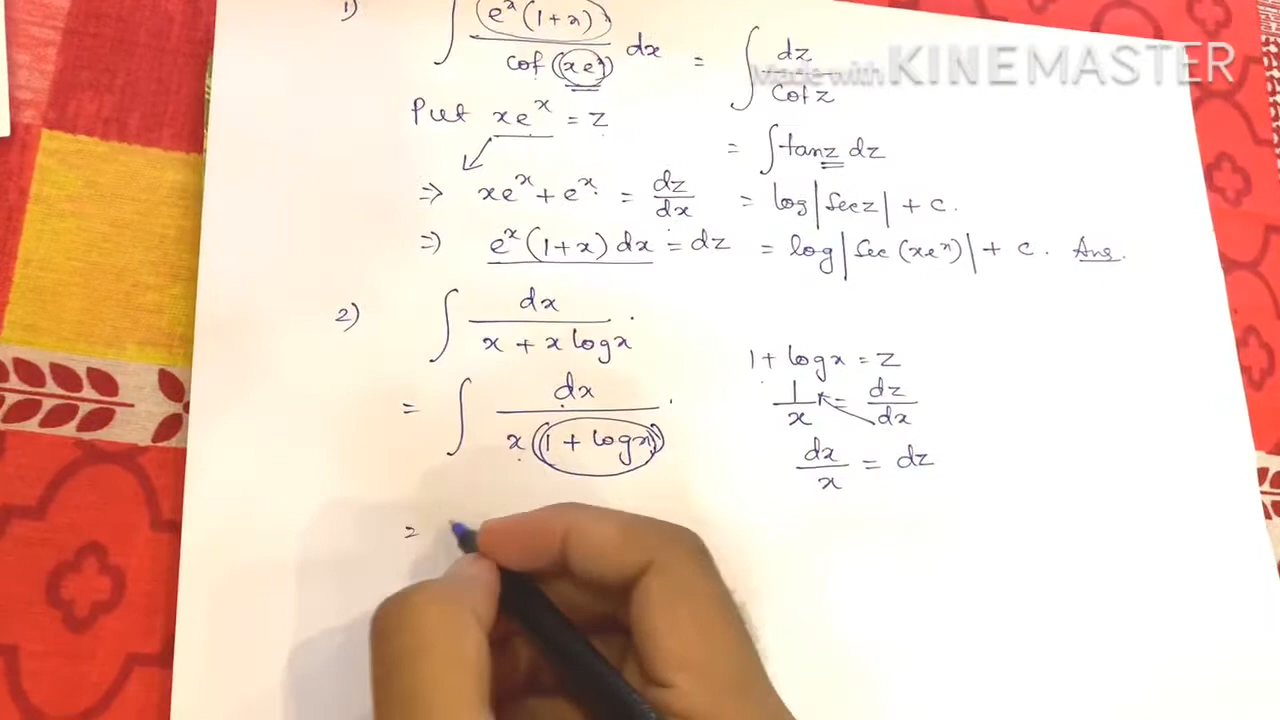 1) ∫ e^x(1+x) / cot(xe^x) dx = ∫ dz / cot z
Made with KINEMASTER
Put xe^x = z
= ∫ tan z dz
⇒ xe^x + e^x = dz/dx = log|sec z| + c.
⇒ e^x(1+x) dx = dz = log|sec(xe^x)| + c. Ans.
2) ∫ dx / x + x log x
1 + log x = z
= ∫ dx / x(1 + log x)
1/x = dz/dx
dx/x = dz
=